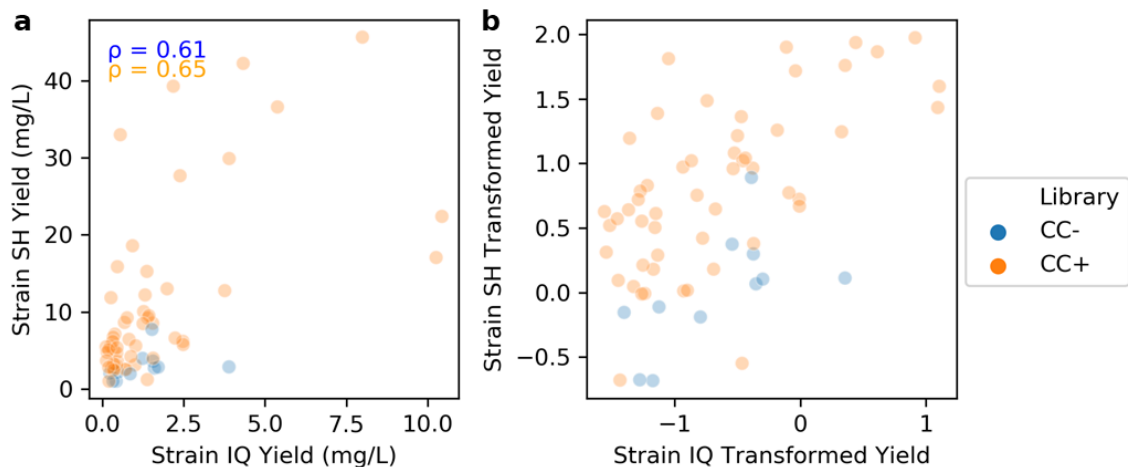 a
ρ = 0.61
ρ = 0.65
Strain SH Yield (mg/L)
40
30
20
10
0
0.0 2.5 5.0 7.5 10.0
Strain IQ Yield (mg/L)
b
Strain SH Transformed Yield
2.0
1.5
1.0
0.5
0.0
−0.5
−1 0 1
Strain IQ Transformed Yield
Library
CC-
CC+